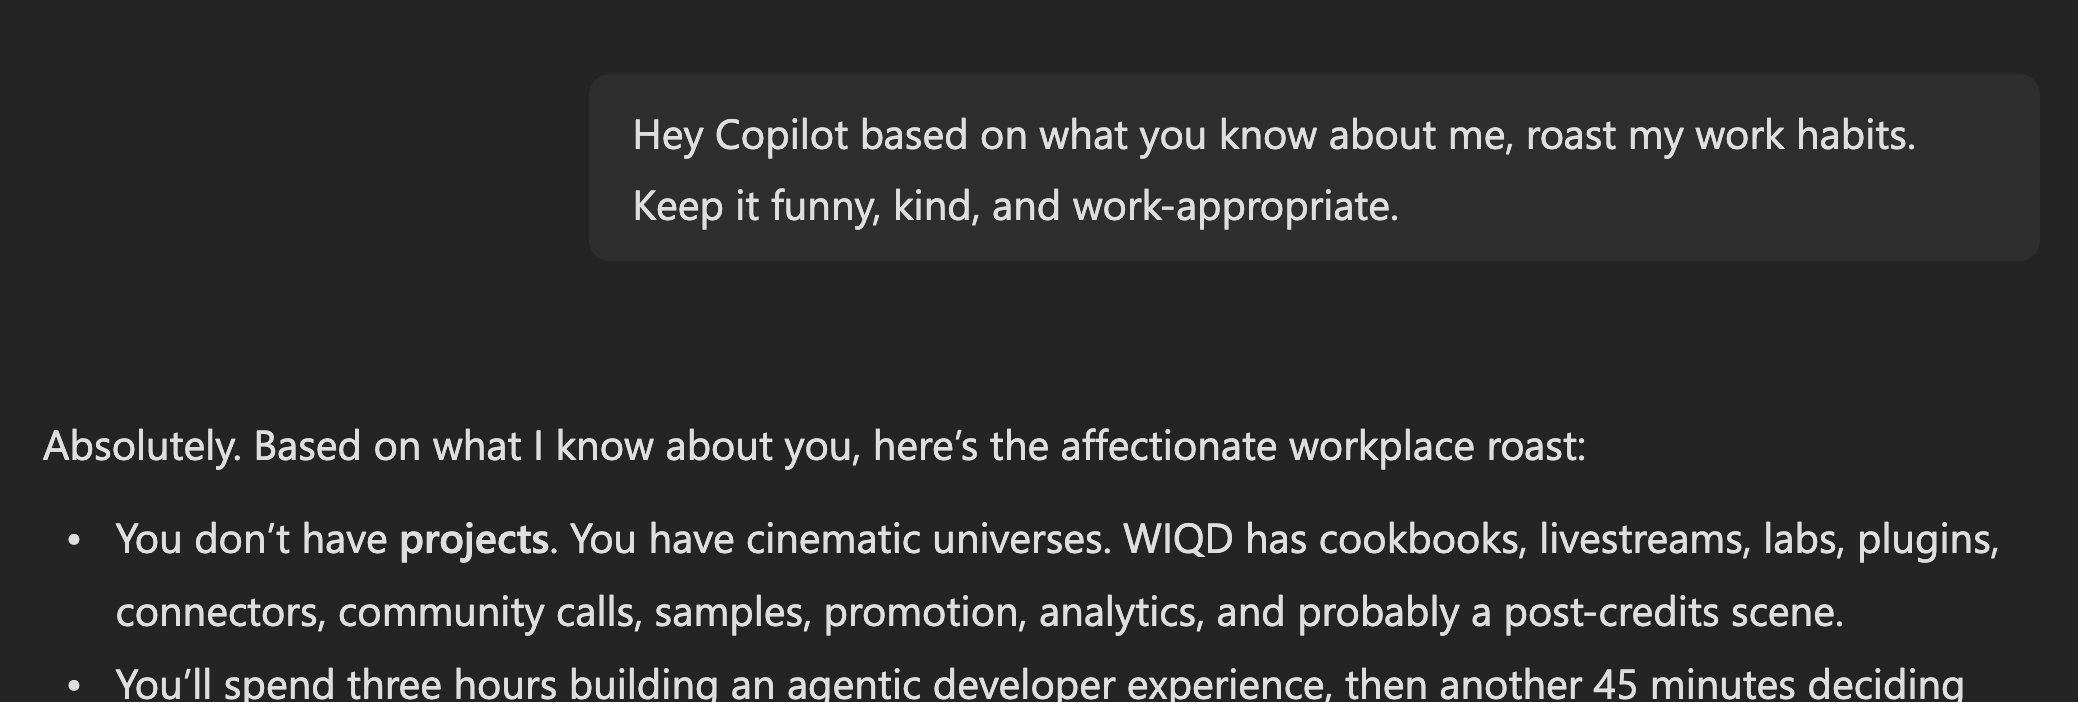 Hey Copilot based on what you know about me, roast my work habits.
Keep it funny, kind, and work-appropriate.
Absolutely. Based on what I know about you, here’s the affectionate workplace roast:
• You don’t have projects. You have cinematic universes. WIQD has cookbooks, livestreams, labs, plugins,
connectors, community calls, samples, promotion, analytics, and probably a post-credits scene.
• You’ll spend three hours building an agentic developer experience, then another 45 minutes deciding